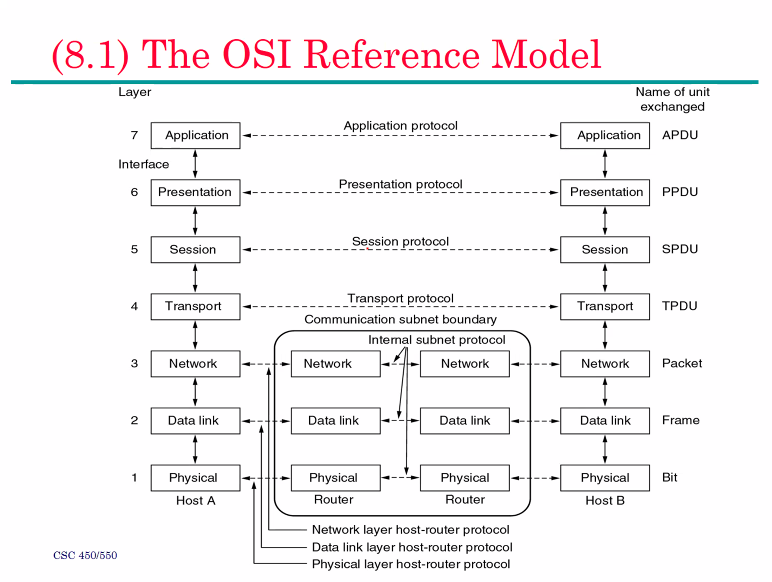 (8.1) The OSI Reference Model
Layer
Name of unit
exchanged
7 Application Application protocol Application APDU
Interface
6 Presentation Presentation protocol Presentation PPDU
5 Session Session protocol Session SPDU
4 Transport Transport protocol Transport TPDU
Communication subnet boundary
Internal subnet protocol
3 Network Network Network Network Packet
2 Data link Data link Data link Data link Frame
1 Physical Physical Physical Physical Bit
Host A Router Router Host B
Network layer host-router protocol
Data link layer host-router protocol
Physical layer host-router protocol
CSC 450/550